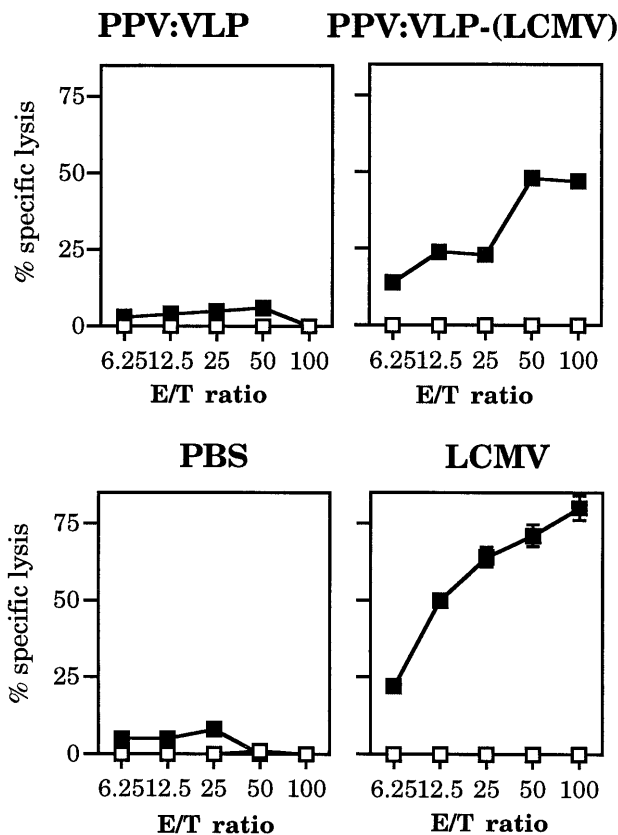 PPV:VLP PPV:VLP-(LCMV)
% specific lysis
75
50
25
0
6.25 12.5 25 50 100 6.25 12.5 25 50 100
E/T ratio E/T ratio
PBS LCMV
% specific lysis
75
50
25
0
6.25 12.5 25 50 100 6.25 12.5 25 50 100
E/T ratio E/T ratio